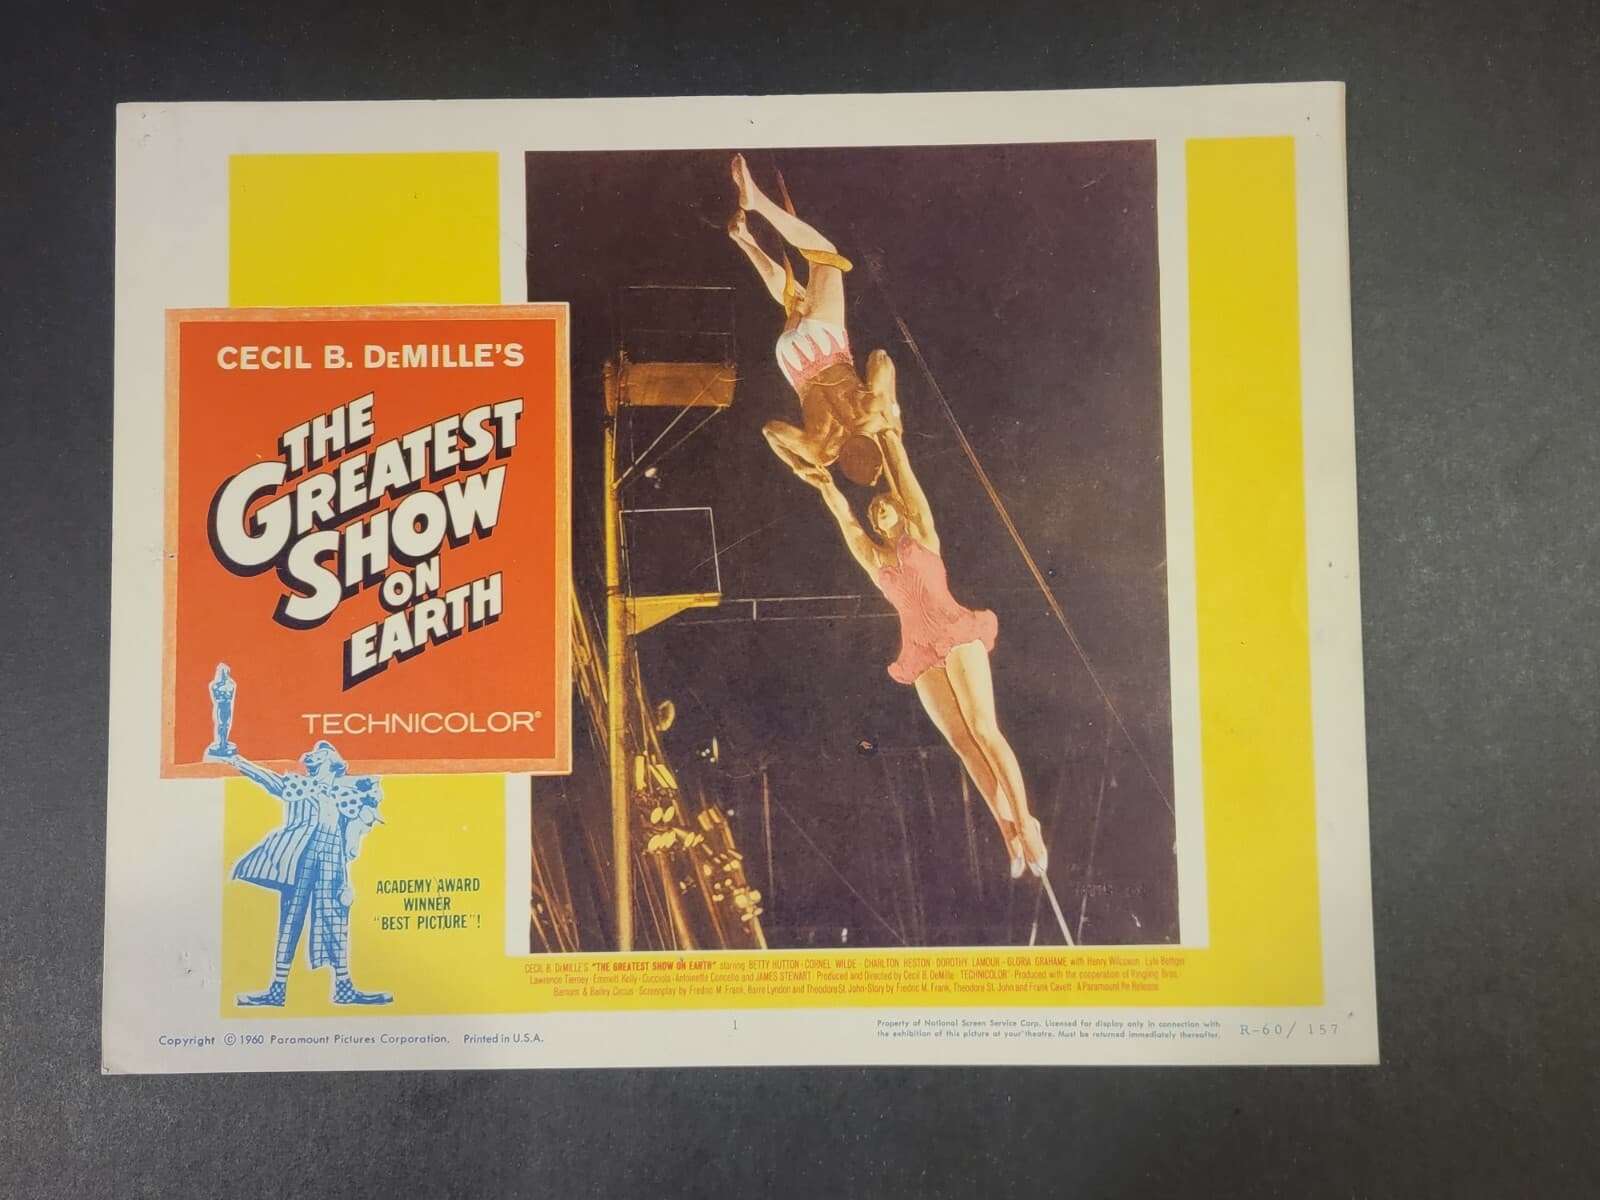 CECIL B. DEMILLE'S
THE
GREATEST
SHOW
ON
EARTH
TECHNICOLOR®
ACADEMY AWARD
WINNER
"BEST PICTURE"!
CECIL B. DEMILLE'S "THE GREATEST SHOW ON EARTH" starring BETTY HUTTON · CORNEL WILDE · CHARLTON HESTON · DOROTHY LAMOUR · GLORIA GRAHAME with Henry Wilcoxon · Lyle Bettger
Lawrence Tierney · Emmett Kelly · Cucciola · Antoinette Concello and JAMES STEWART · Produced and Directed by Cecil B. DeMille · TECHNICOLOR® Produced with the cooperation of Ringling Bros.
Barnum & Bailey Circus · Screenplay by Fredric M. Frank, Barre Lyndon and Theodore St. John · Story by Fredric M. Frank, Theodore St. John and Frank Cavett · A Paramount Re-Release
Copyright © 1960 Paramount Pictures Corporation. Printed in U.S.A.
1
Property of National Screen Service Corp. Licensed for display only in connection with
the exhibition of this picture at your theatre. Must be returned immediately thereafter.
R-60/ 157